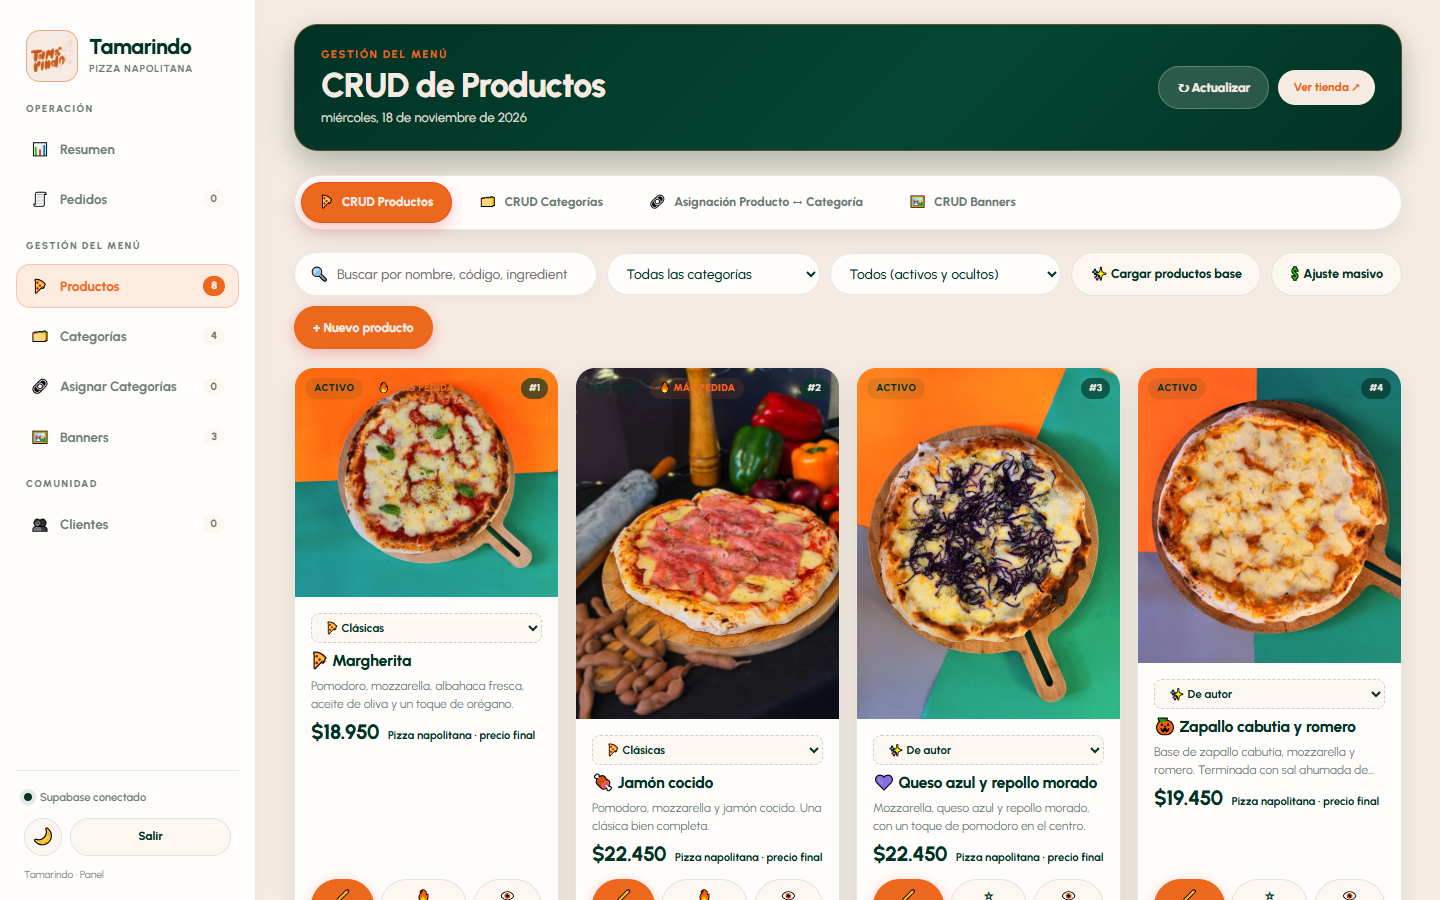 Tamarindo
PIZZA NAPOLITANA
OPERACIÓN
Resumen
Pedidos 0
GESTIÓN DEL MENÚ
Productos 8
Categorías 4
Asignar Categorías 0
Banners 3
COMUNIDAD
Clientes 0
Supabase conectado
Salir
Tamarindo · Panel
GESTIÓN DEL MENÚ
CRUD de Productos
miércoles, 18 de noviembre de 2026
↻ Actualizar
Ver tienda ↗
CRUD Productos
CRUD Categorías
Asignación Producto ↔ Categoría
CRUD Banners
Buscar por nombre, código, ingredient
Todas las categorías
Todos (activos y ocultos)
Cargar productos base
Ajuste masivo
+ Nuevo producto
ACTIVO
#1
Clásicas
Margherita
Pomodoro, mozzarella, albahaca fresca,
aceite de oliva y un toque de orégano.
$18.950 Pizza napolitana · precio final
MÁS PEDIDA
#2
Clásicas
Jamón cocido
Pomodoro, mozzarella y jamón cocido. Una
clásica bien completa.
$22.450 Pizza napolitana · precio final
ACTIVO
#3
De autor
Queso azul y repollo morado
Mozzarella, queso azul y repollo morado,
con un toque de pomodoro en el centro.
$22.450 Pizza napolitana · precio final
ACTIVO
#4
De autor
Zapallo cabutia y romero
Base de zapallo cabutia, mozzarella y
romero. Terminada con sal ahumada de...
$19.450 Pizza napolitana · precio final